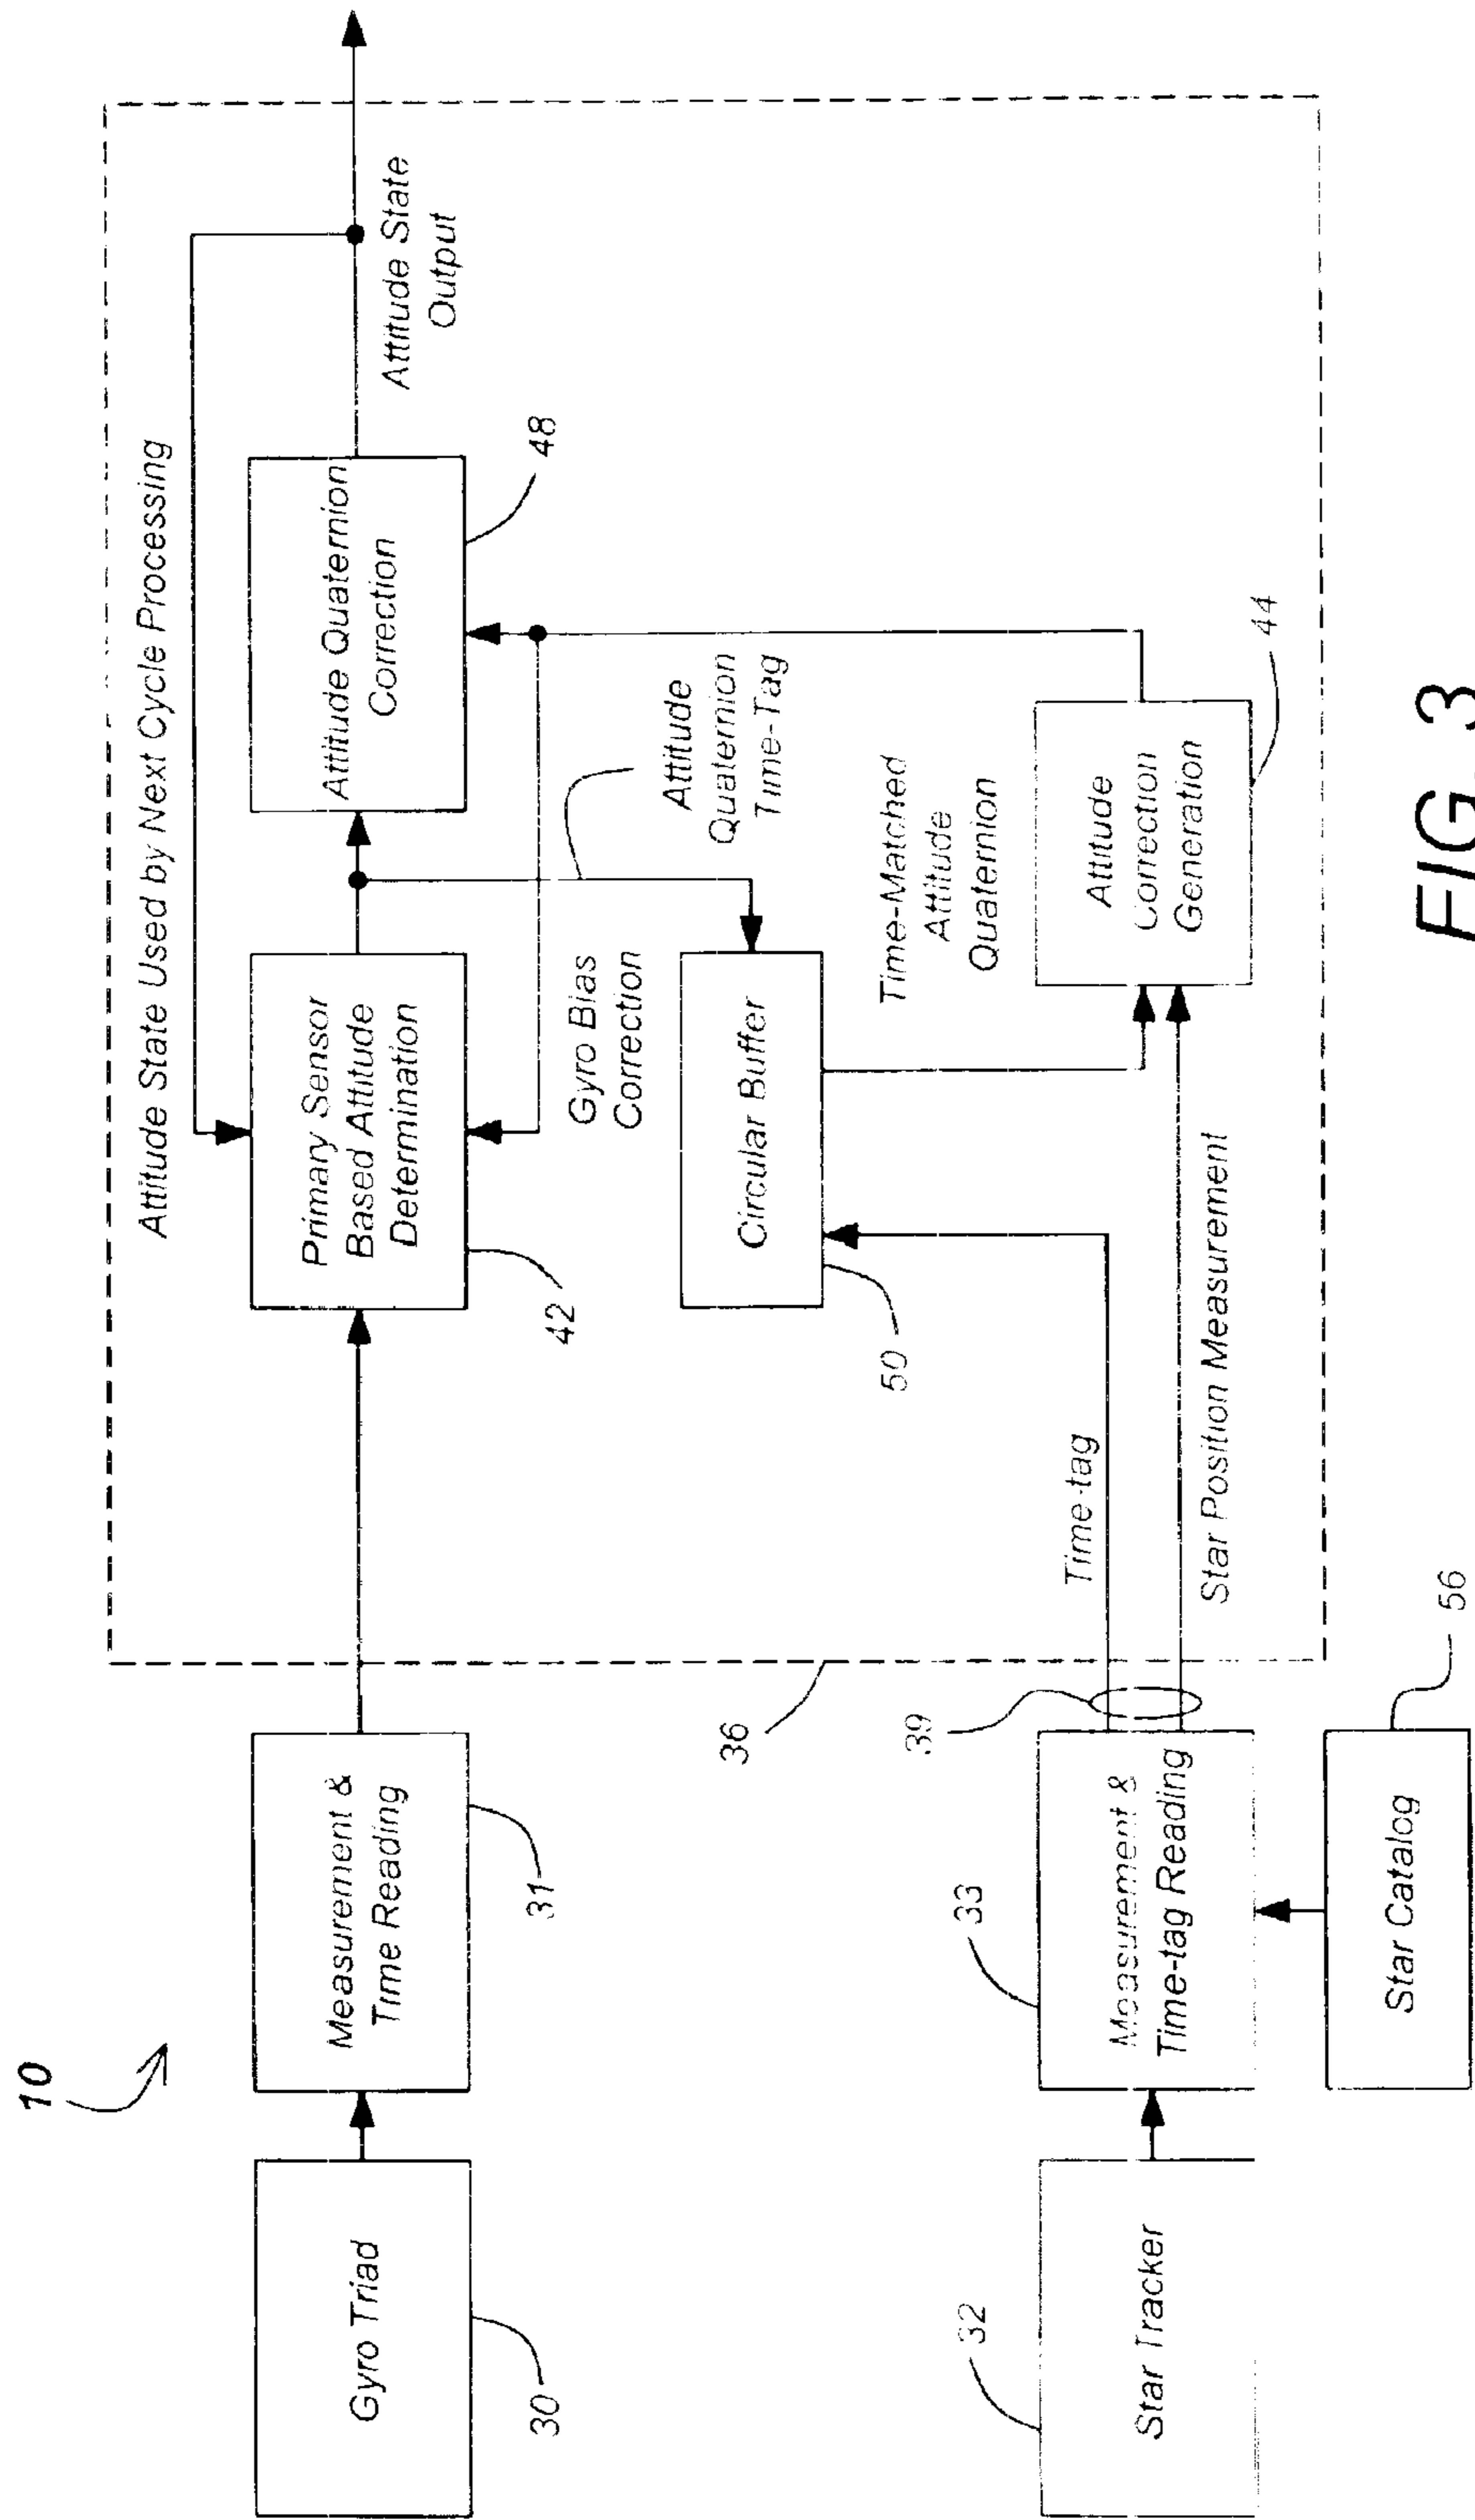 10
Attitude State Used by Next Cycle Processing
Gyro Triad
30
Measurement &
Time Reading
31
Primary Sensor
Based Attitude
Determination
42
Attitude Quaternion
Correction
48
Attitude State
Output
Gyro Bias
Correction
Attitude
Quaternion
Time-Tag
Circular Buffer
50
Time-Matched
Attitude
Quaternion
36
Star Tracker
32
Measurement &
Time-tag Reading
33
39
Time-tag
Star Position Measurement
Attitude
Correction
Generation
44
Star Catalog
56
FIG. 3